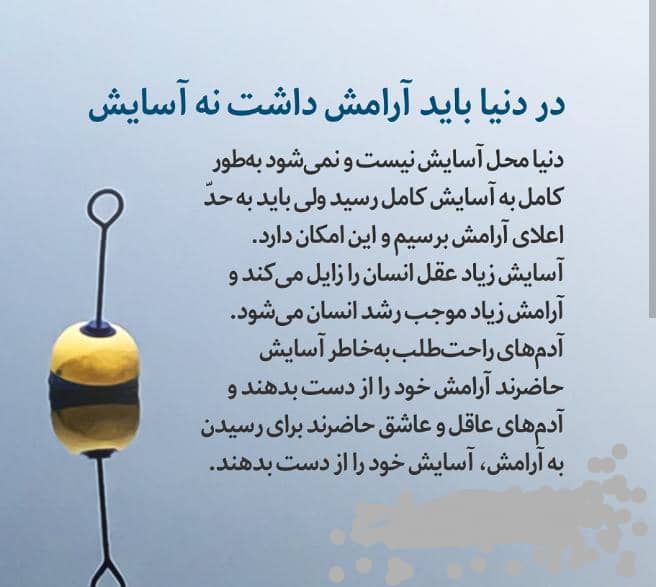 در دنیا باید آرامش داشت نه آسایش
دنیا محل آسایش نیست و نمی‌شود به‌طور
کامل به آسایش کامل رسید ولی باید به حدّ
اعلای آرامش برسیم و این امکان دارد.
آسایش زیاد عقل انسان را زایل می‌کند و
آرامش زیاد موجب رشد انسان می‌شود.
آدم‌های راحت‌طلب به‌خاطر آسایش
حاضرند آرامش خود را از دست بدهند و
آدم‌های عاقل و عاشق حاضرند برای رسیدن
به آرامش، آسایش خود را از دست بدهند.